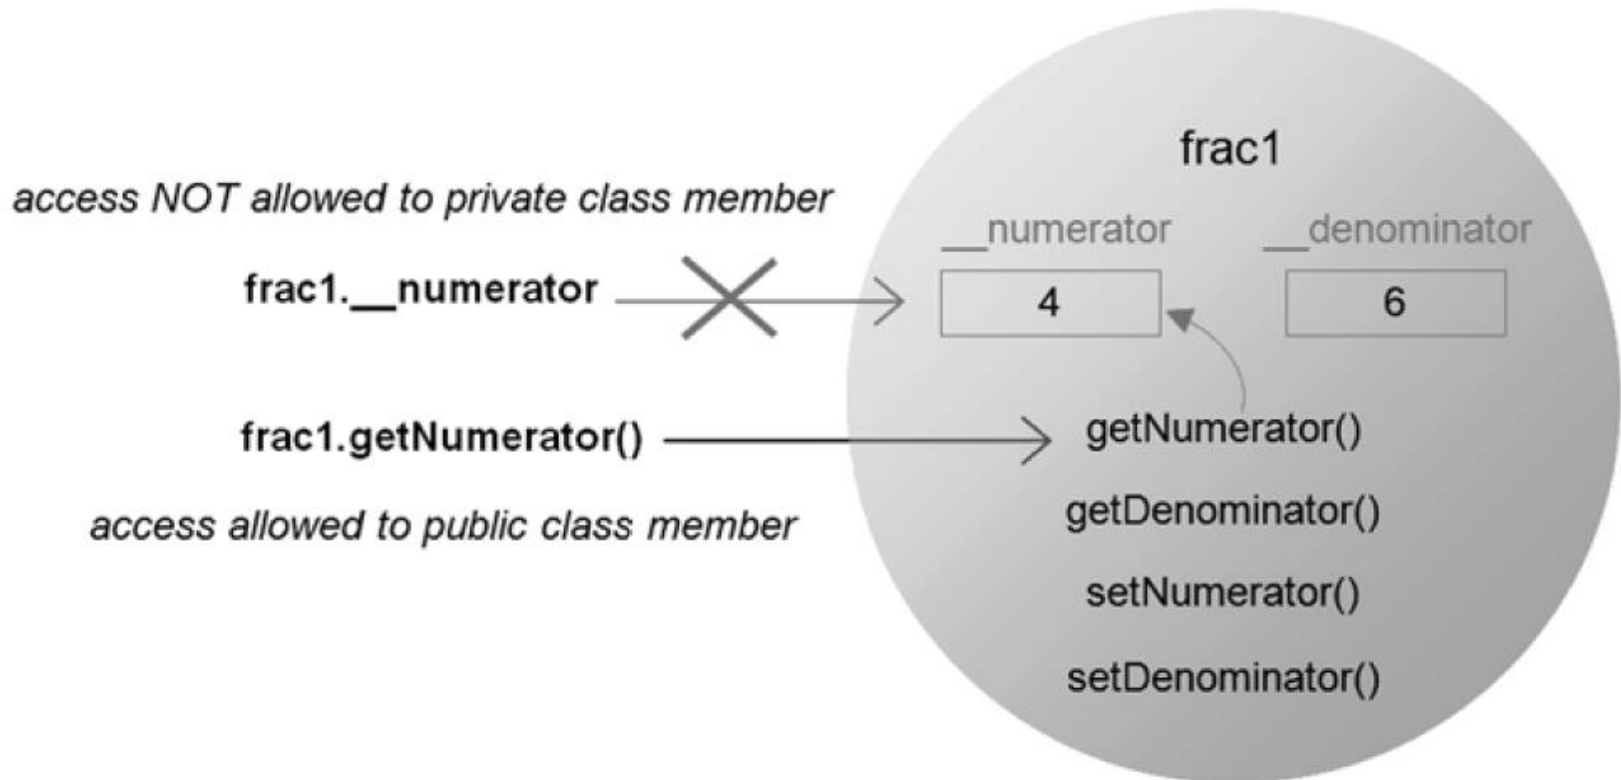 frac1
access NOT allowed to private class member
__numerator
__denominator
frac1.__numerator
4
6
frac1.getNumerator()
getNumerator()
access allowed to public class member
getDenominator()
setNumerator()
setDenominator()